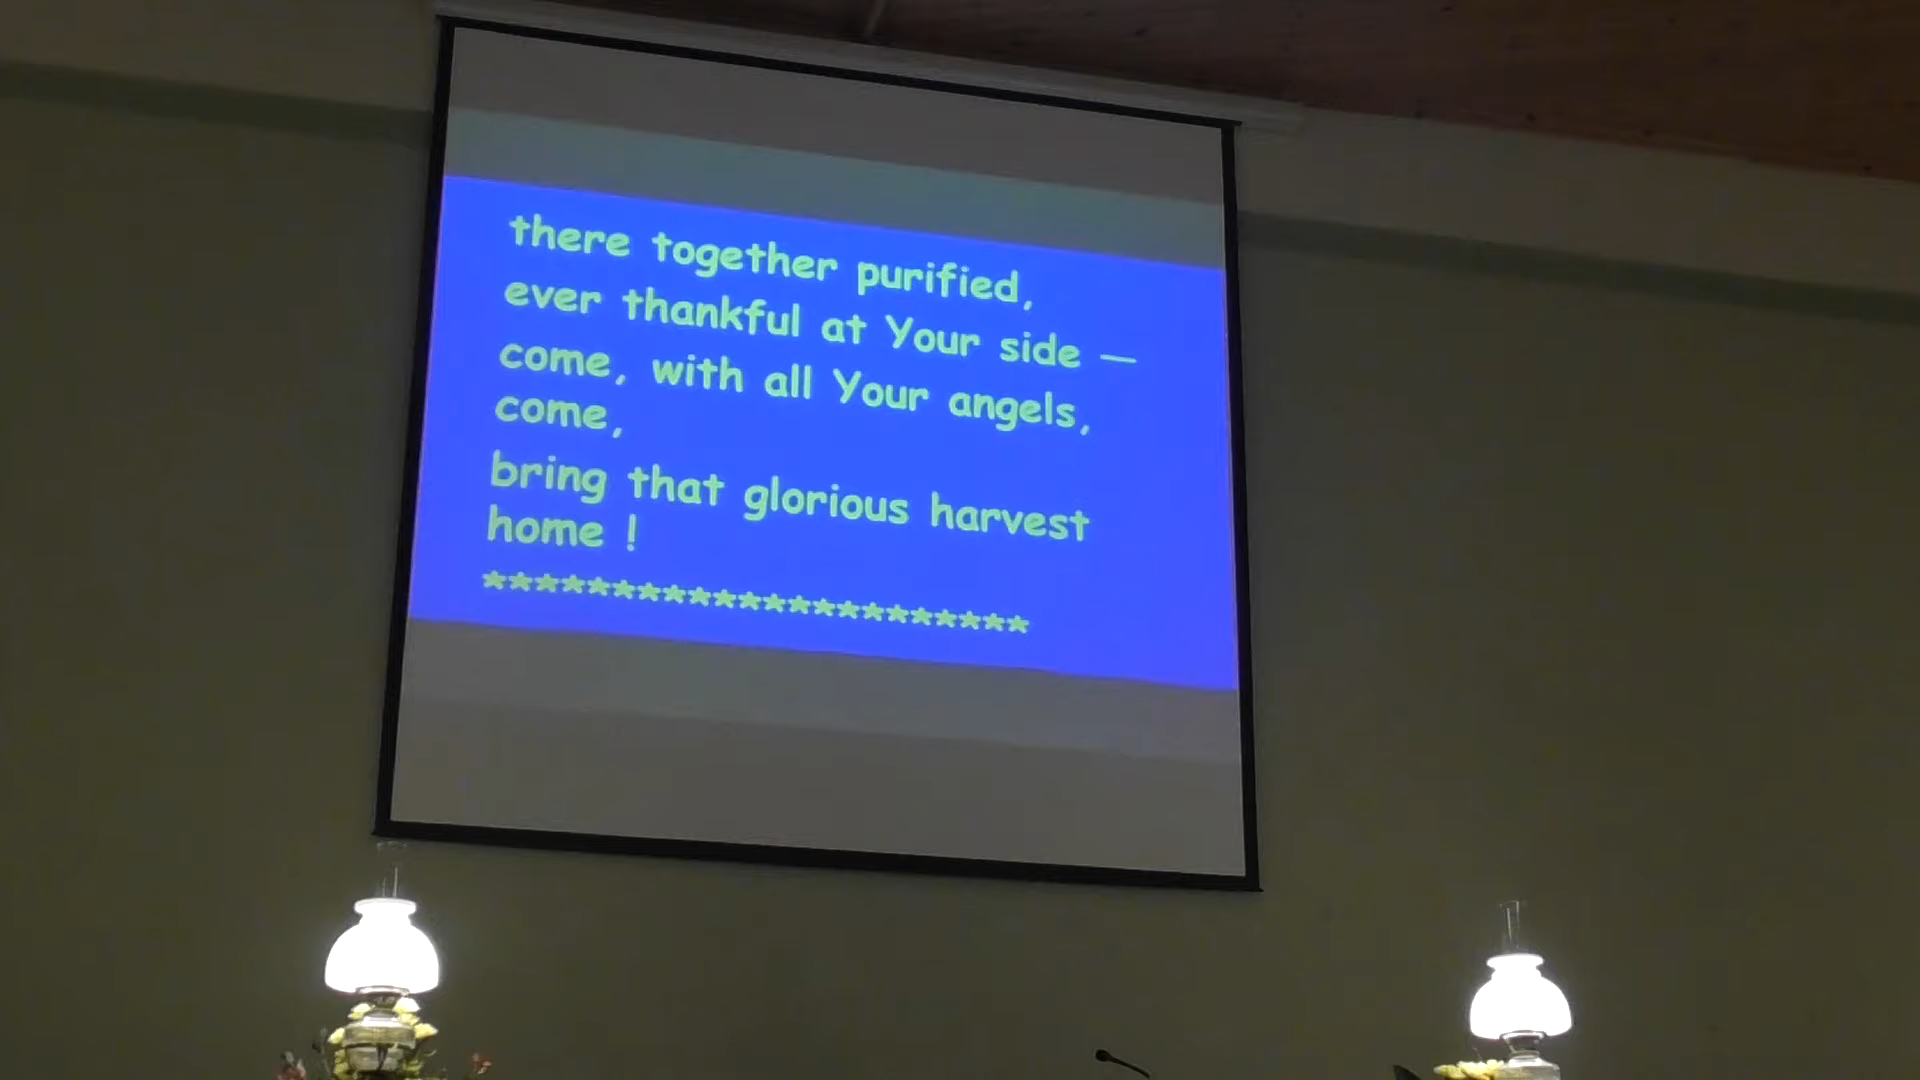 there together purified,
ever thankful at Your side —
come, with all Your angels,
come,
bring that glorious harvest
home !
**********************